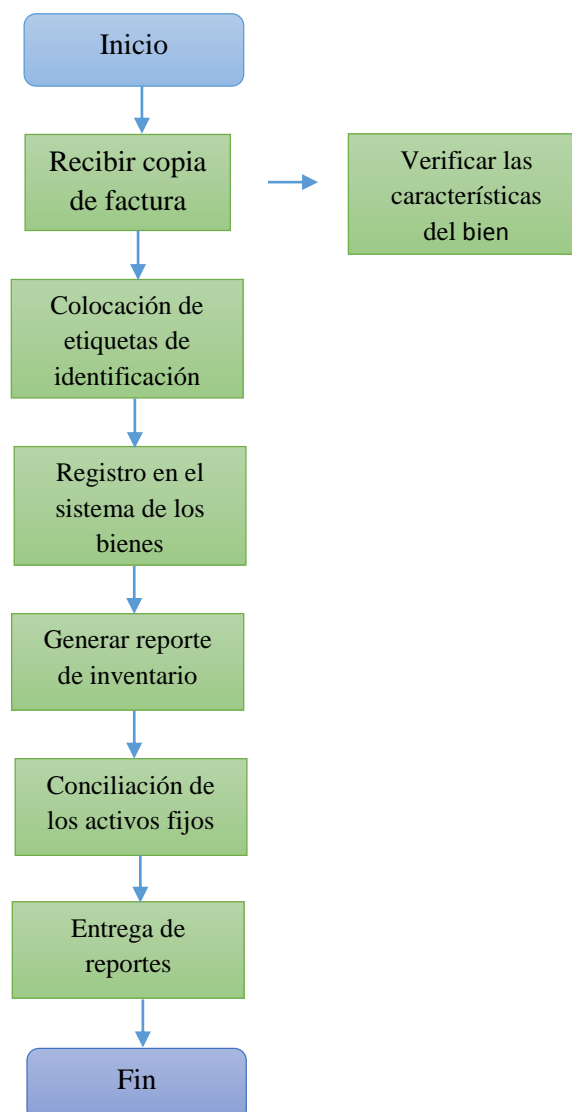 Inicio
Recibir copia
de factura
Verificar las
características
del bien
Colocación de
etiquetas de
identificación
Registro en el
sistema de los
bienes
Generar reporte
de inventario
Conciliación de
los activos fijos
Entrega de
reportes
Fin